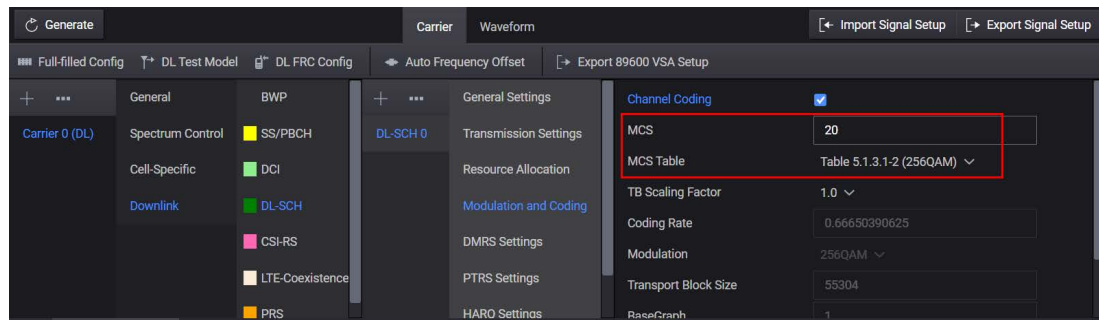 Generate
Carrier
Waveform
Import Signal Setup
Export Signal Setup
Full-filled Config
DL Test Model
DL FRC Config
Auto Frequency Offset
Export 89600 VSA Setup
Carrier 0 (DL)
General
Spectrum Control
Cell-Specific
Downlink
BWP
SS/PBCH
DCI
DL-SCH
CSI-RS
LTE-Coexistence
PRS
DL-SCH 0
General Settings
Transmission Settings
Resource Allocation
Modulation and Coding
DMRS Settings
PTRS Settings
HARQ Settings
Channel Coding
MCS 20
MCS Table Table 5.1.3.1-2 (256QAM)
TB Scaling Factor 1.0
Coding Rate 0.66650390625
Modulation 256QAM
Transport Block Size 55304
BaseGraph 1